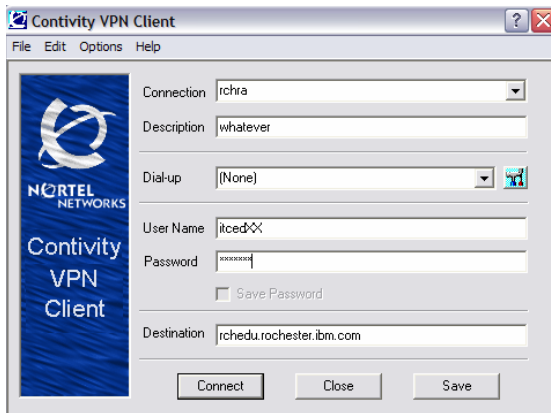 Contivity VPN Client
File Edit Options Help
Connection rchra
Description whatever
Dial-up (None)
NORTEL
NETWORKS
Contivity
VPN
Client
User Name itcedXX
Password *******
Save Password
Destination rchedu.rochester.ibm.com
Connect Close Save